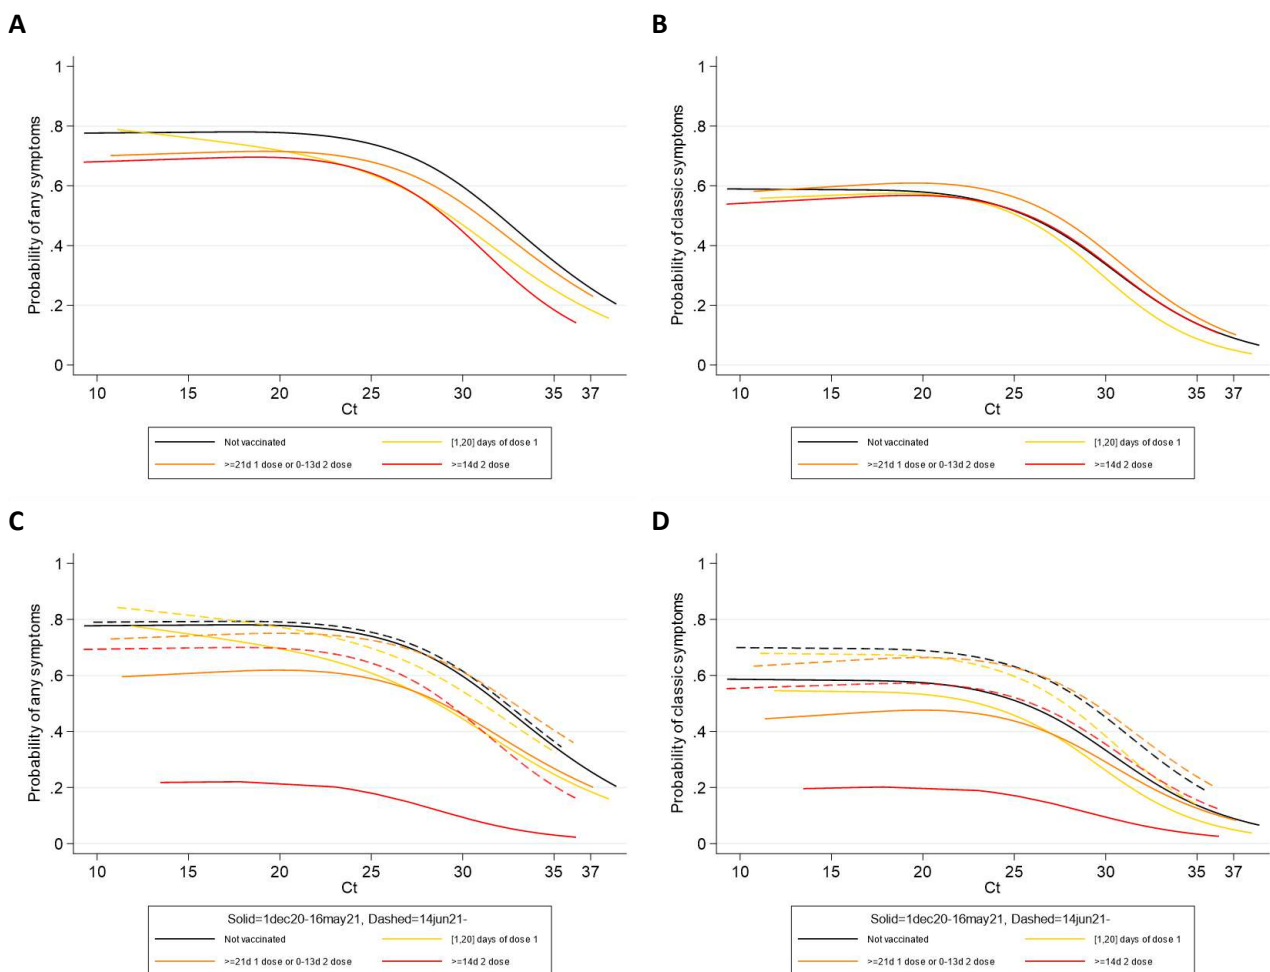 A
B
Probability of any symptoms
1
.8
.6
.4
.2
0
10 15 20 25 30 35 37
Ct
Not vaccinated
[1,20] days of dose 1
>=21d 1 dose or 0-13d 2 dose
>=14d 2 dose
Probability of classic symptoms
1
.8
.6
.4
.2
0
10 15 20 25 30 35 37
Ct
Not vaccinated
[1,20] days of dose 1
>=21d 1 dose or 0-13d 2 dose
>=14d 2 dose
C
D
Probability of any symptoms
1
.8
.6
.4
.2
0
10 15 20 25 30 35 37
Ct
Solid=1dec20-16may21, Dashed=14jun21-
Not vaccinated
[1,20] days of dose 1
>=21d 1 dose or 0-13d 2 dose
>=14d 2 dose
Probability of classic symptoms
1
.8
.6
.4
.2
0
10 15 20 25 30 35 37
Ct
Solid=1dec20-16may21, Dashed=14jun21-
Not vaccinated
[1,20] days of dose 1
>=21d 1 dose or 0-13d 2 dose
>=14d 2 dose